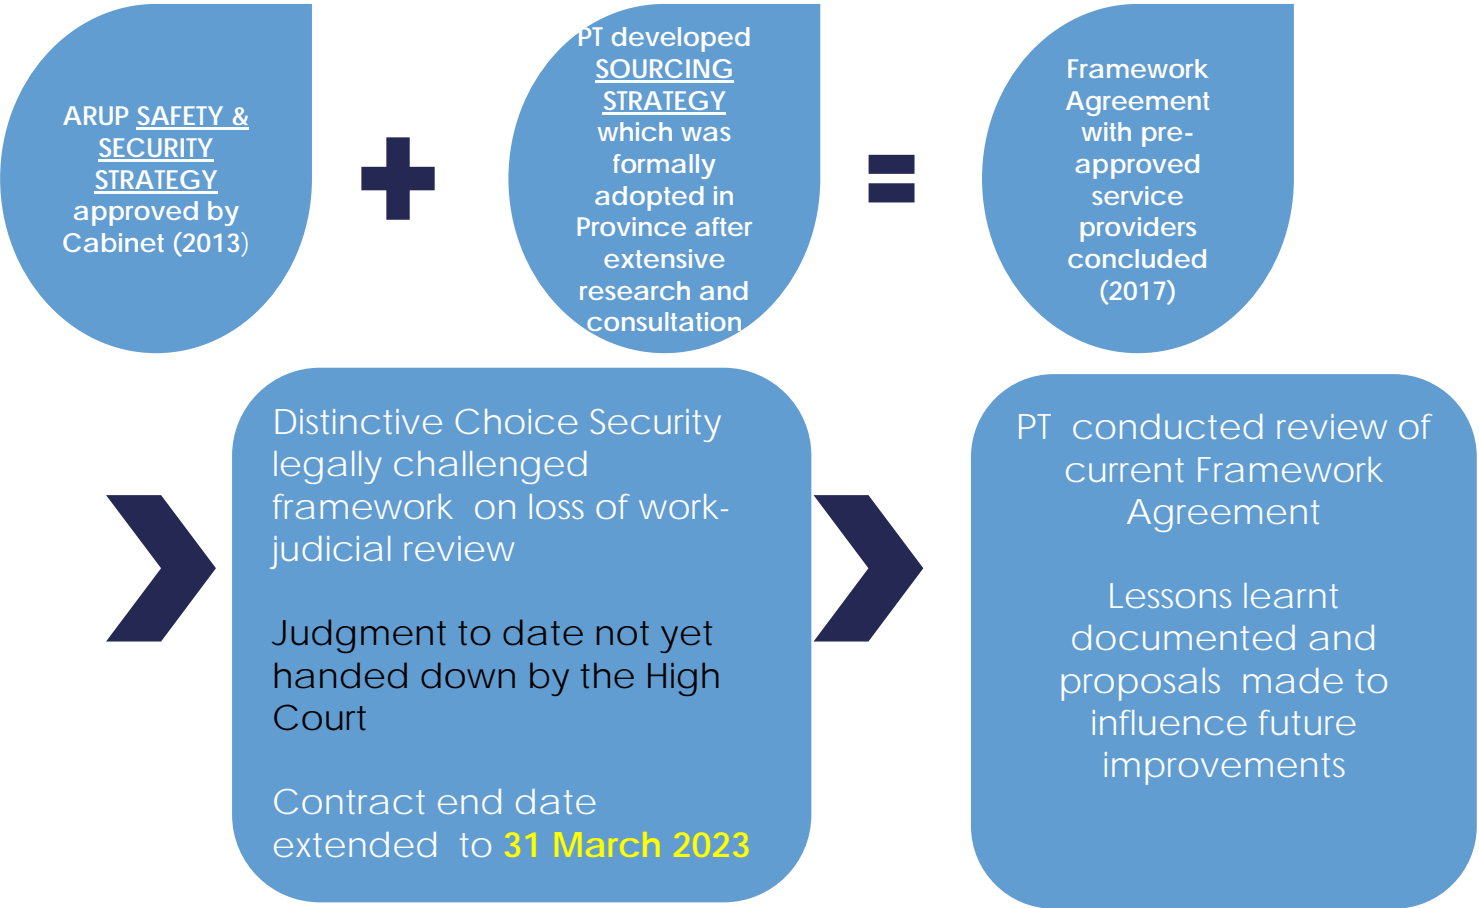 ARUP SAFETY &
SECURITY
STRATEGY
approved by
Cabinet (2013)
PT developed
SOURCING
STRATEGY
which was
formally
adopted in
Province after
extensive
research and
consultation
Framework
Agreement
with pre-
approved
service
providers
concluded
(2017)
Distinctive Choice Security
legally challenged
framework on loss of work-
judicial review
Judgment to date not yet
handed down by the High
Court
Contract end date
extended to 31 March 2023
PT conducted review of
current Framework
Agreement
Lessons learnt
documented and
proposals made to
influence future
improvements